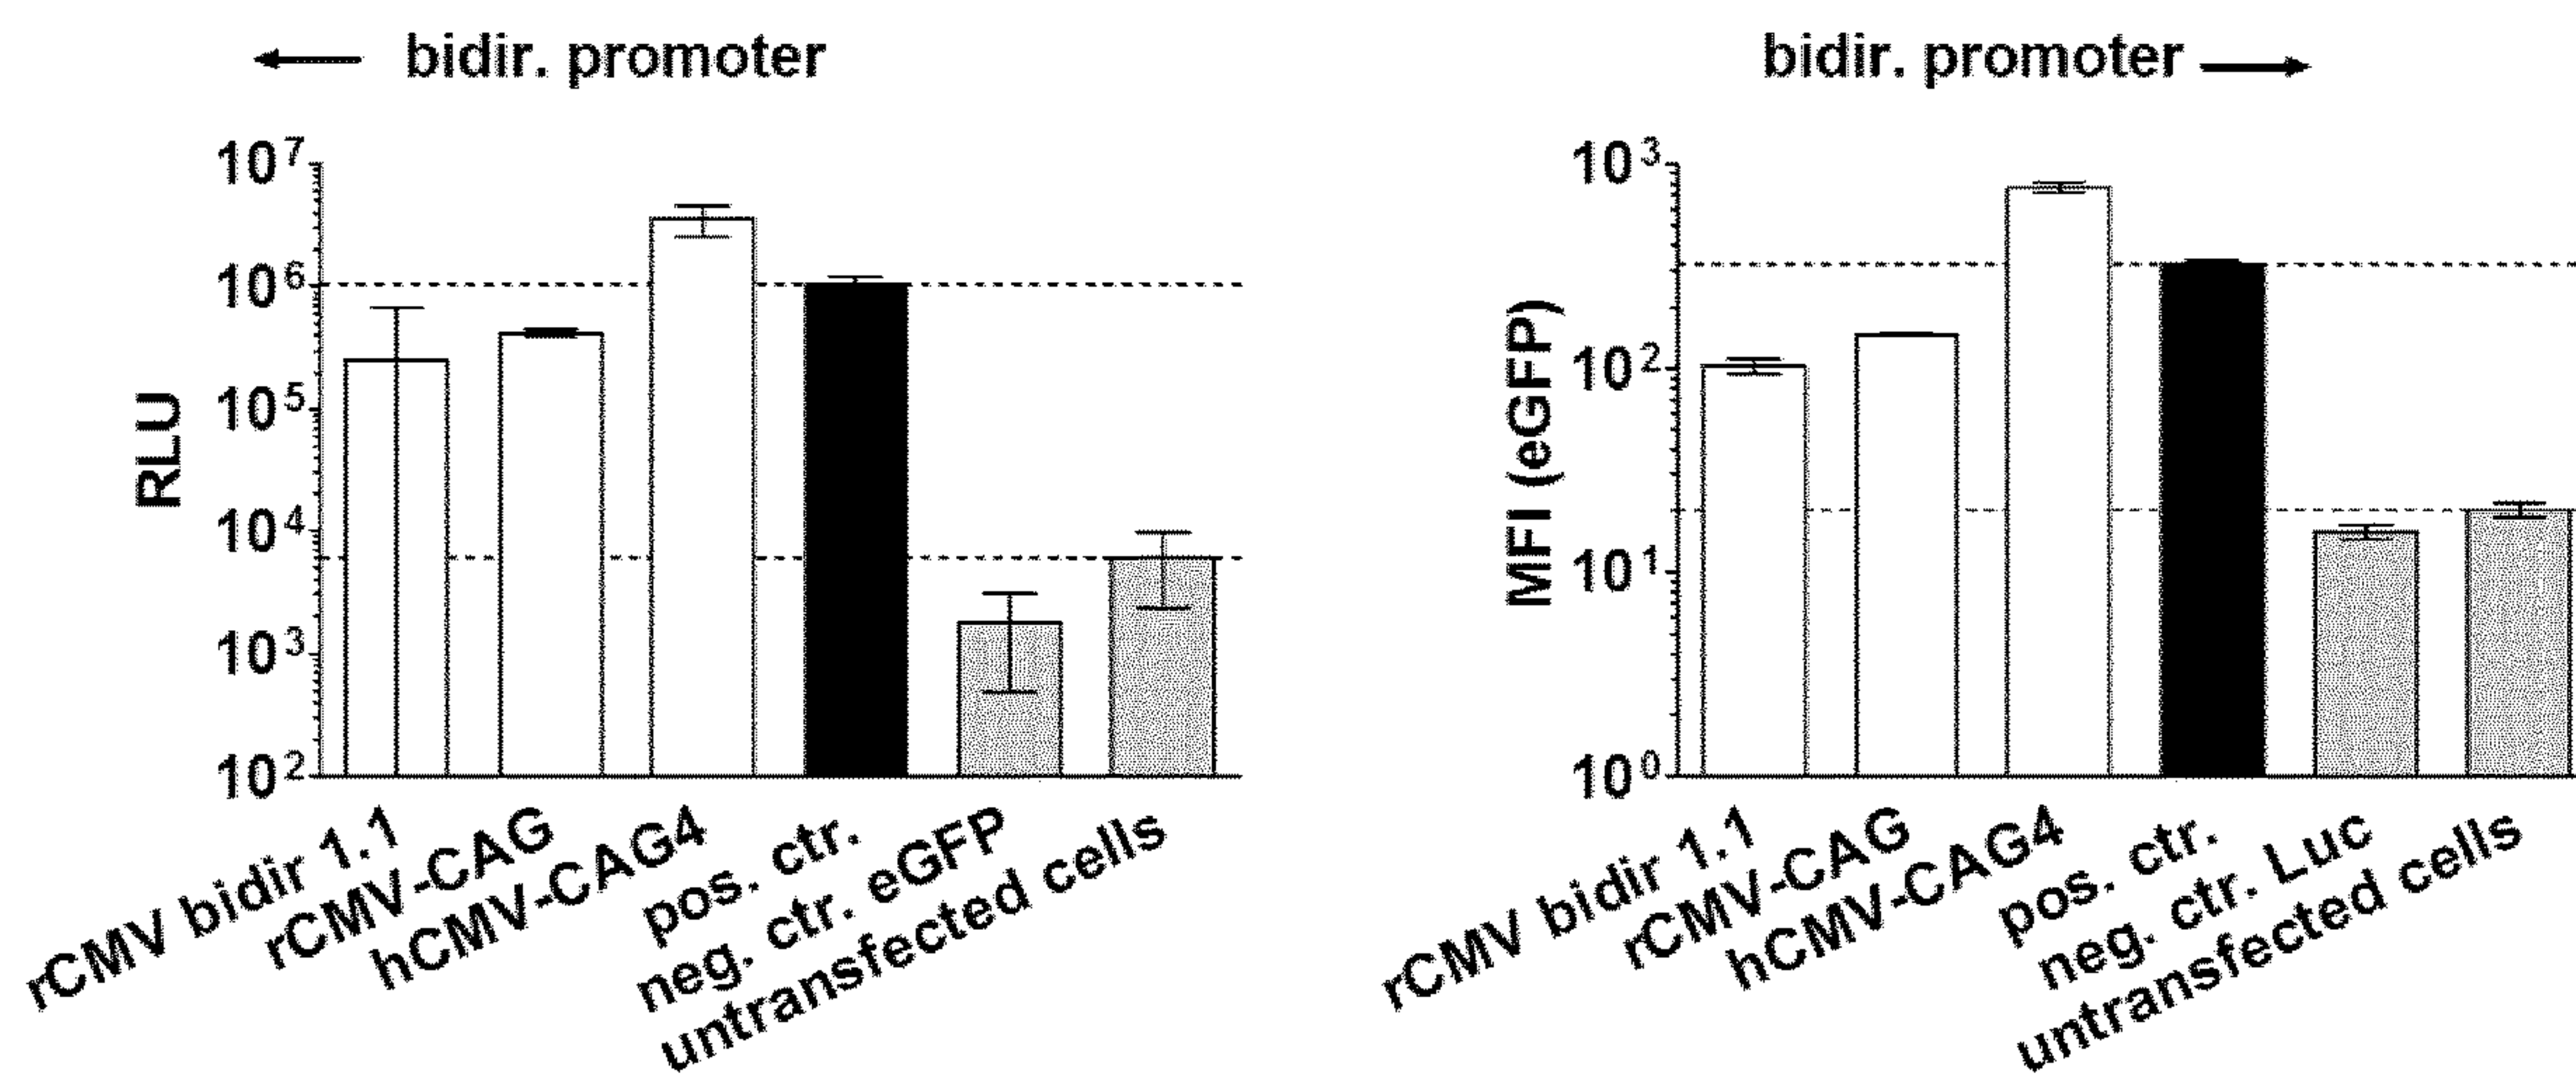 ← bidir. promoter
10⁷
10⁶
10⁵
10⁴
10³
10²
RLU
rCMV bidir 1.1
rCMV-CAG
hCMV-CAG4
pos. ctr.
neg. ctr. eGFP
untransfected cells
bidir. promoter →
10³
10²
10¹
10⁰
MFI (eGFP)
rCMV bidir 1.1
rCMV-CAG
hCMV-CAG4
pos. ctr.
neg. ctr. Luc
untransfected cells